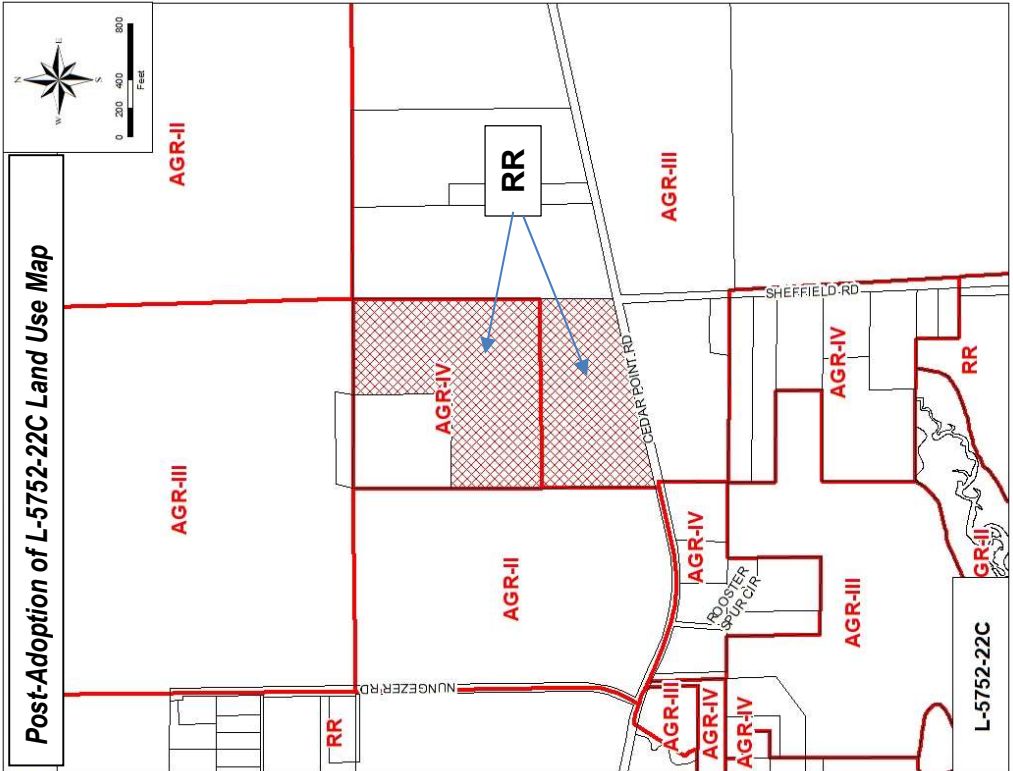 Post-Adoption of L-5752-22C Land Use Map
N
E
S
W
0 200 400 800
Feet
AGR-II
AGR-III
RR
AGR-III
AGR-IV
CEDAR POINT RD
SHEFFIELD RD
AGR-III
AGR-II
AGR-IV
RR
AGR-IV
ROOSTER
SPUR CIR
AGR-III
GR-II
NUNGEZER RD
RR
AGR-III
AGR-IV
AGR-IV
L-5752-22C